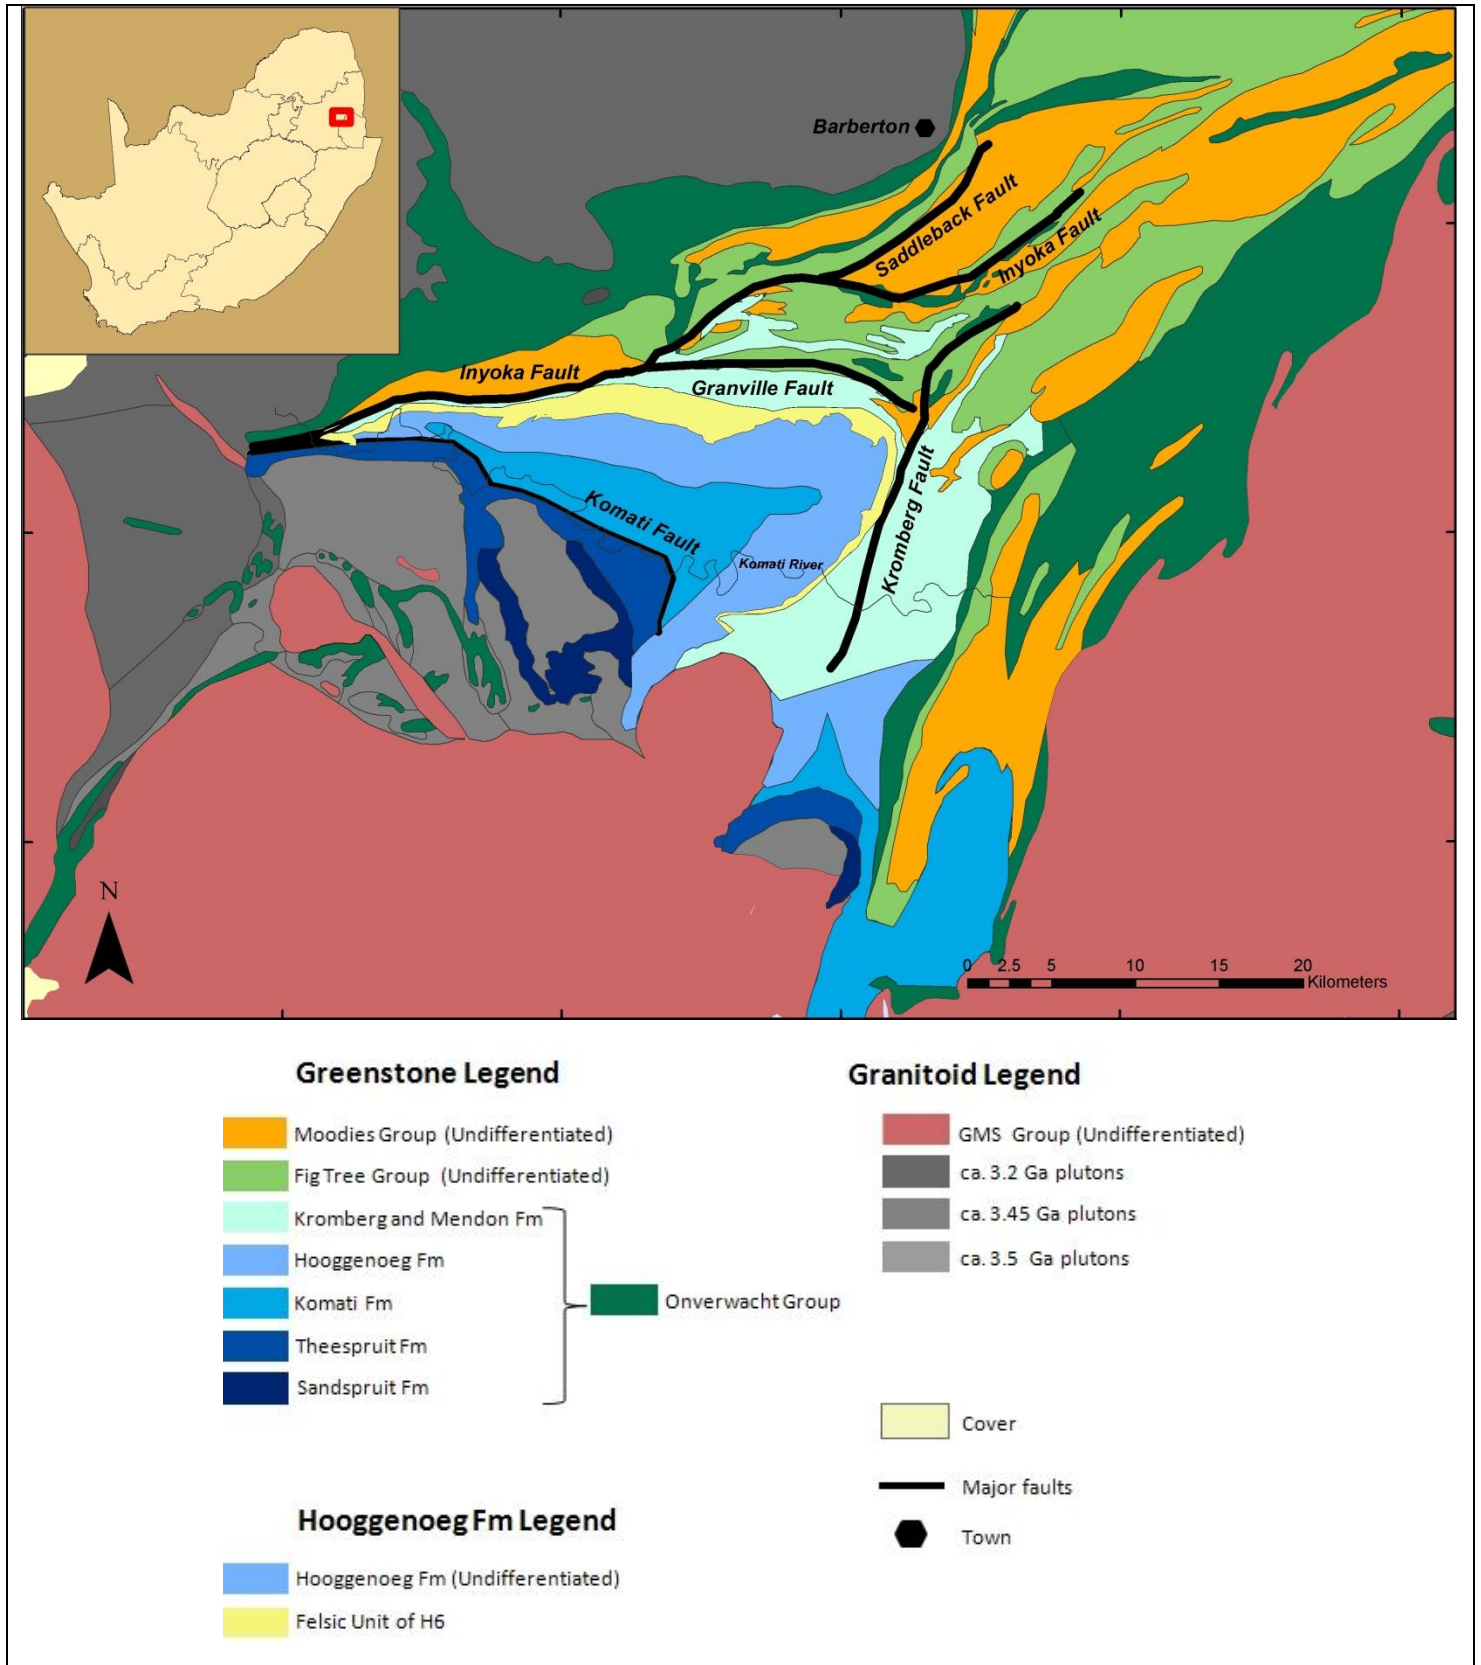 Barberton
Saddleback Fault
Inyoka Fault
Inyoka Fault
Granville Fault
Komati Fault
Kromberg Fault
Komati River
N
0 2.5 5 10 15 20
Kilometers
Greenstone Legend
Moodies Group (Undifferentiated)
Fig Tree Group (Undifferentiated)
Kromberg and Mendon Fm
Hooggenoeg Fm
Komati Fm
Theespruit Fm
Sandspruit Fm
Onverwacht Group
Granitoid Legend
GMS Group (Undifferentiated)
ca. 3.2 Ga plutons
ca. 3.45 Ga plutons
ca. 3.5 Ga plutons
Cover
Major faults
Town
Hooggenoeg Fm Legend
Hooggenoeg Fm (Undifferentiated)
Felsic Unit of H6